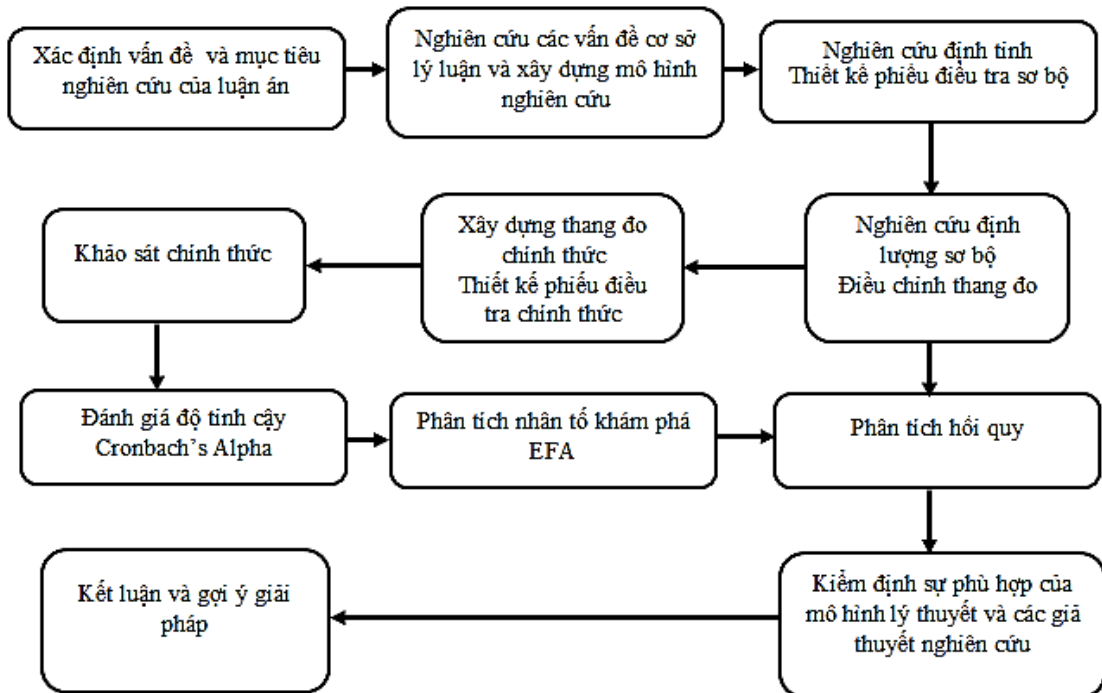 Xác định vấn đề và mục tiêu
nghiên cứu của luận án
Nghiên cứu các vấn đề cơ sở
lý luận và xây dựng mô hình
nghiên cứu
Nghiên cứu định tính
Thiết kế phiếu điều tra sơ bộ
Nghiên cứu định
lượng sơ bộ
Điều chỉnh thang đo
Xây dựng thang đo
chính thức
Thiết kế phiếu điều
tra chính thức
Khảo sát chính thức
Đánh giá độ tính cậy
Cronbach’s Alpha
Phân tích nhân tố khám phá
EFA
Phân tích hồi quy
Kiểm định sự phù hợp của
mô hình lý thuyết và các giả
thuyết nghiên cứu
Kết luận và gợi ý giải
pháp